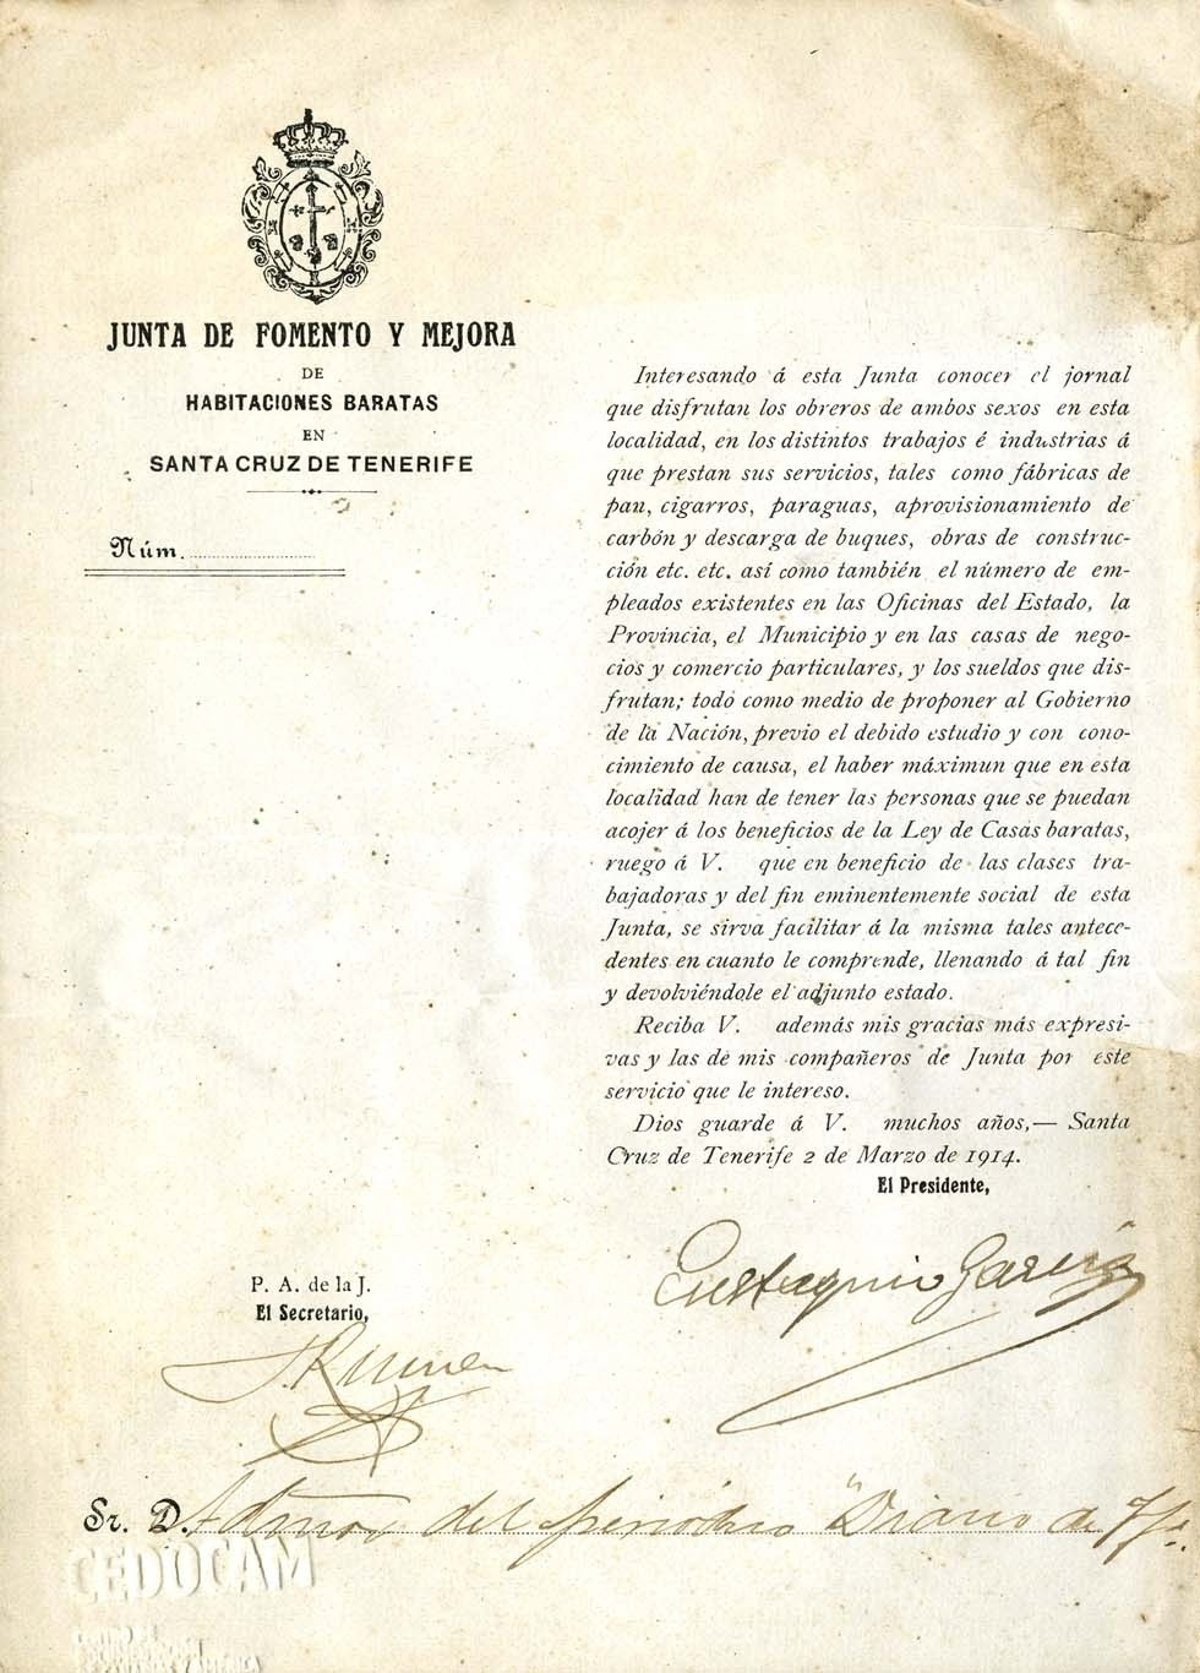 JUNTA DE FOMENTO Y MEJORA
DE
HABITACIONES BARATAS
EN
SANTA CRUZ DE TENERIFE
Núm.
Interesando á esta Junta conocer el jornal
que disfrutan los obreros de ambos sexos en esta
localidad, en los distintos trabajos é industrias á
que prestan sus servicios, tales como fábricas de
pan, cigarros, paraguas, aprovisionamiento de
carbón y descarga de buques, obras de construc-
ción etc. etc. así como también el número de em-
pleados existentes en las Oficinas del Estado, la
Provincia, el Municipio y en las casas de nego-
cios y comercio particulares, y los sueldos que dis-
frutan; todo como medio de proponer al Gobierno
de la Nación, previo el debido estudio y con cono-
cimiento de causa, el haber máximun que en esta
localidad han de tener las personas que se puedan
acojer á los beneficios de la Ley de Casas baratas,
ruego á V. que en beneficio de las clases tra-
bajadoras y del fin eminentemente social de esta
Junta, se sirva facilitar á la misma tales antece-
dentes en cuanto le comprende, llenando á tal fin
y devolviéndole el adjunto estado.
Reciba V. además mis gracias más expresi-
vas y las de mis compañeros de Junta por este
servicio que le intereso.
Dios guarde á V. muchos años,— Santa
Cruz de Tenerife 2 de Marzo de 1914.
El Presidente,
Eustaquio García
P. A. de la J.
El Secretario,
Sr. D. Admor del periódico "Diario de
CEDOCAM